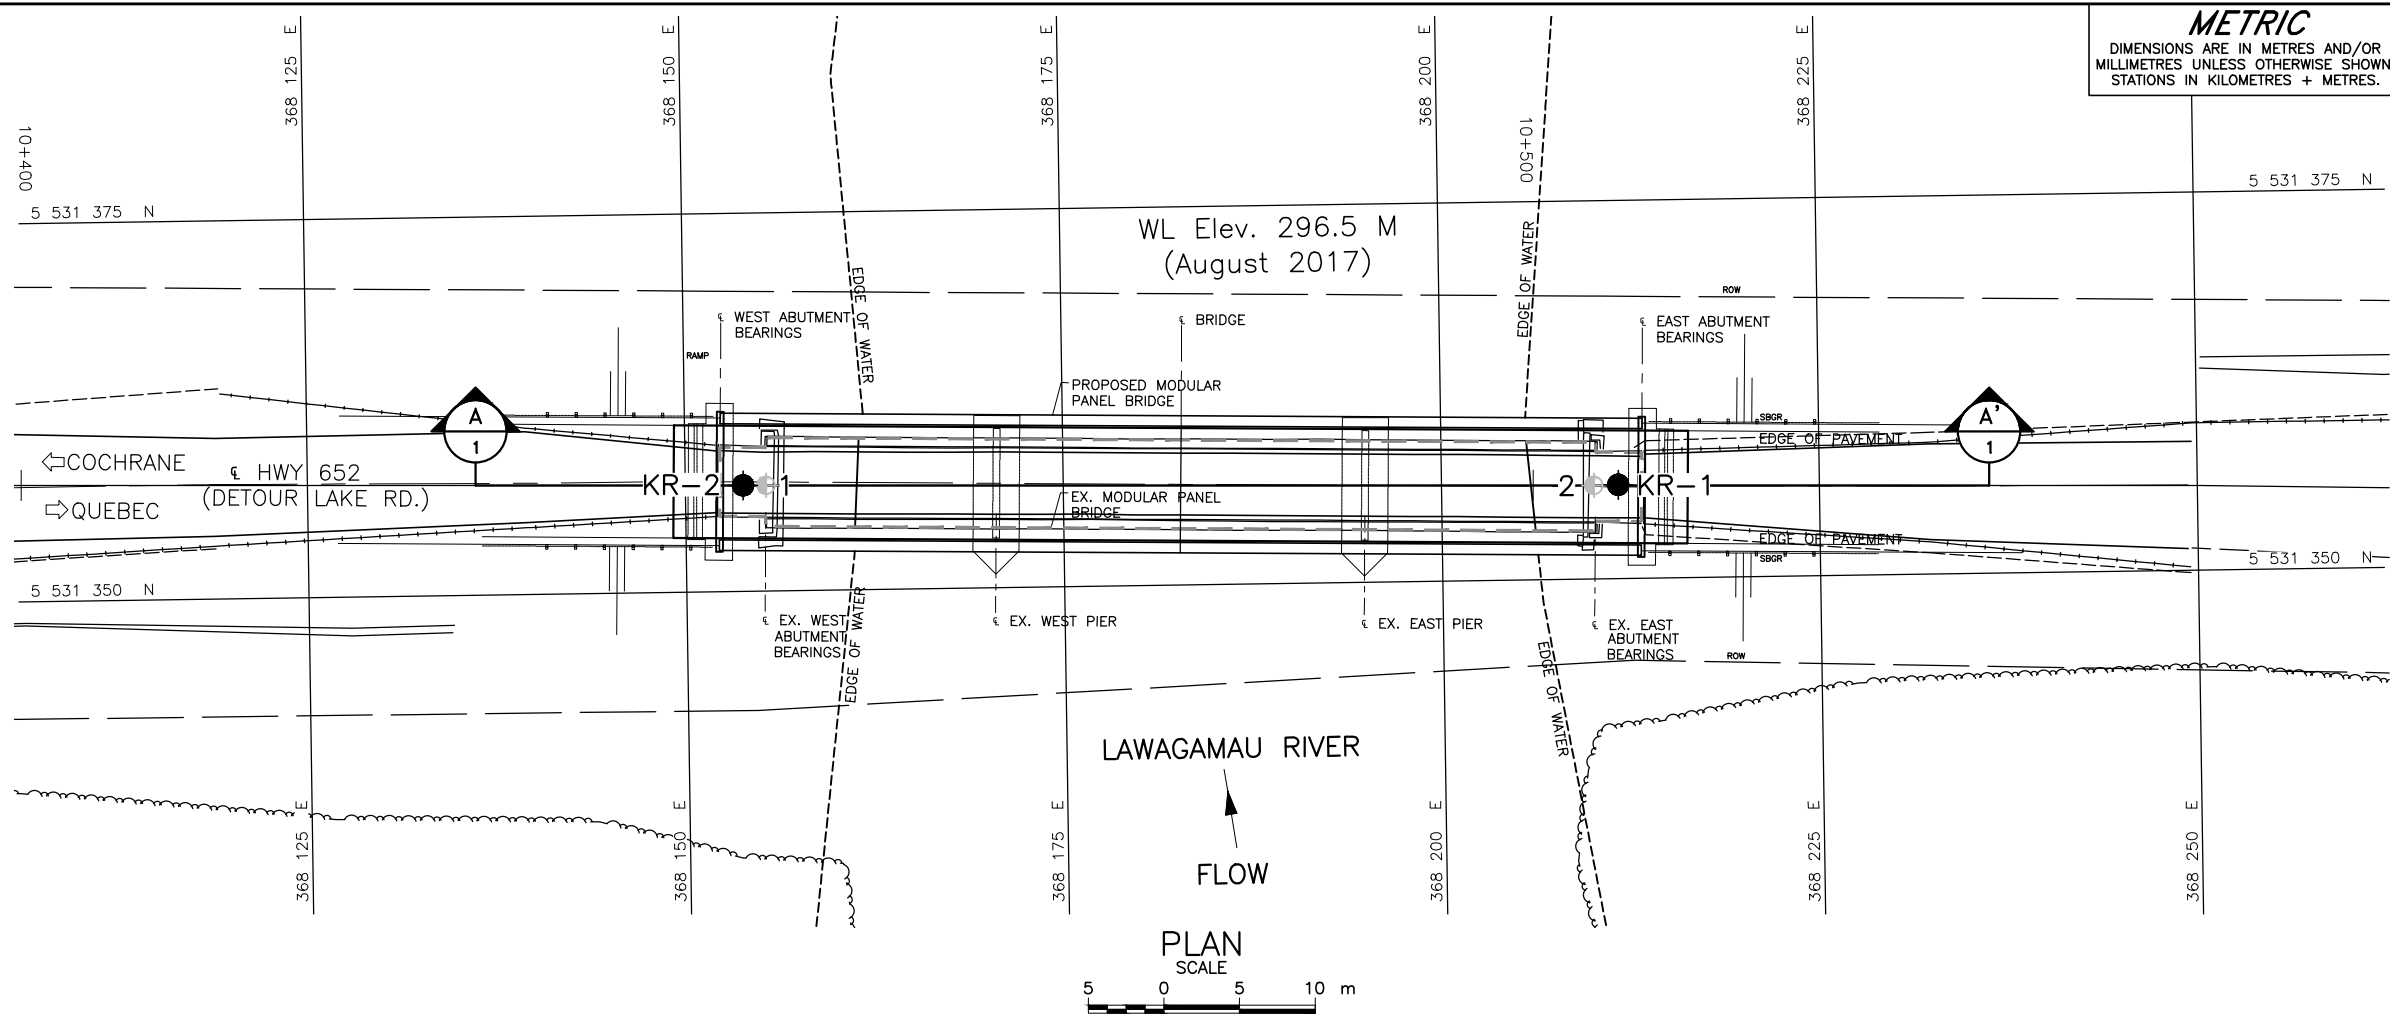 METRIC
DIMENSIONS ARE IN METRES AND/OR
MILLIMETRES UNLESS OTHERWISE SHOWN
STATIONS IN KILOMETRES + METRES.
368 125 E
368 150 E
368 175 E
368 200 E
368 225 E
10+400
10+500
5 531 375 N
5 531 375 N
WL Elev. 296.5 M
(August 2017)
EDGE OF WATER
EDGE OF WATER
ROW
℄ WEST ABUTMENT
BEARINGS
℄ BRIDGE
℄ EAST ABUTMENT
BEARINGS
RAMP
PROPOSED MODULAR
PANEL BRIDGE
A
1
A'
1
SBGR
EDGE OF PAVEMENT
⇦COCHRANE
℄ HWY 652
(DETOUR LAKE RD.)
⇨QUEBEC
KR-2
1
2
KR-1
EX. MODULAR PANEL
BRIDGE
EDGE OF PAVEMENT
SBGR
5 531 350 N
5 531 350 N
℄ EX. WEST
ABUTMENT
BEARINGS
EDGE OF WATER
℄ EX. WEST PIER
℄ EX. EAST PIER
℄ EX. EAST
ABUTMENT
BEARINGS
EDGE OF WATER
ROW
LAWAGAMAU RIVER
FLOW
368 125 E
368 150 E
368 175 E
368 200 E
368 225 E
368 250 E
PLAN
SCALE
5 0 5 10 m